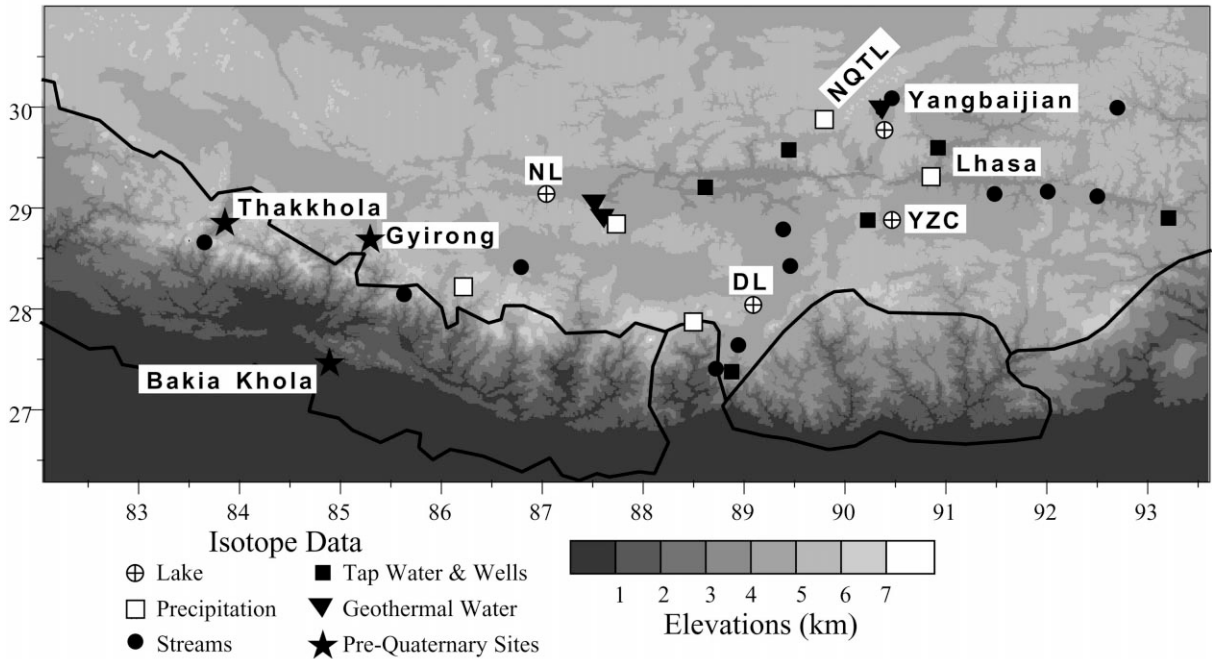 NQTL
30
Yangbaijian
NL
Lhasa
29
Thakkhola
YZC
Gyirong
DL
28
Bakia Khola
27
83 84 85 86 87 88 89 90 91 92 93
Isotope Data
Lake
Tap Water & Wells
Precipitation
Geothermal Water
Streams
Pre-Quaternary Sites
1 2 3 4 5 6 7
Elevations (km)